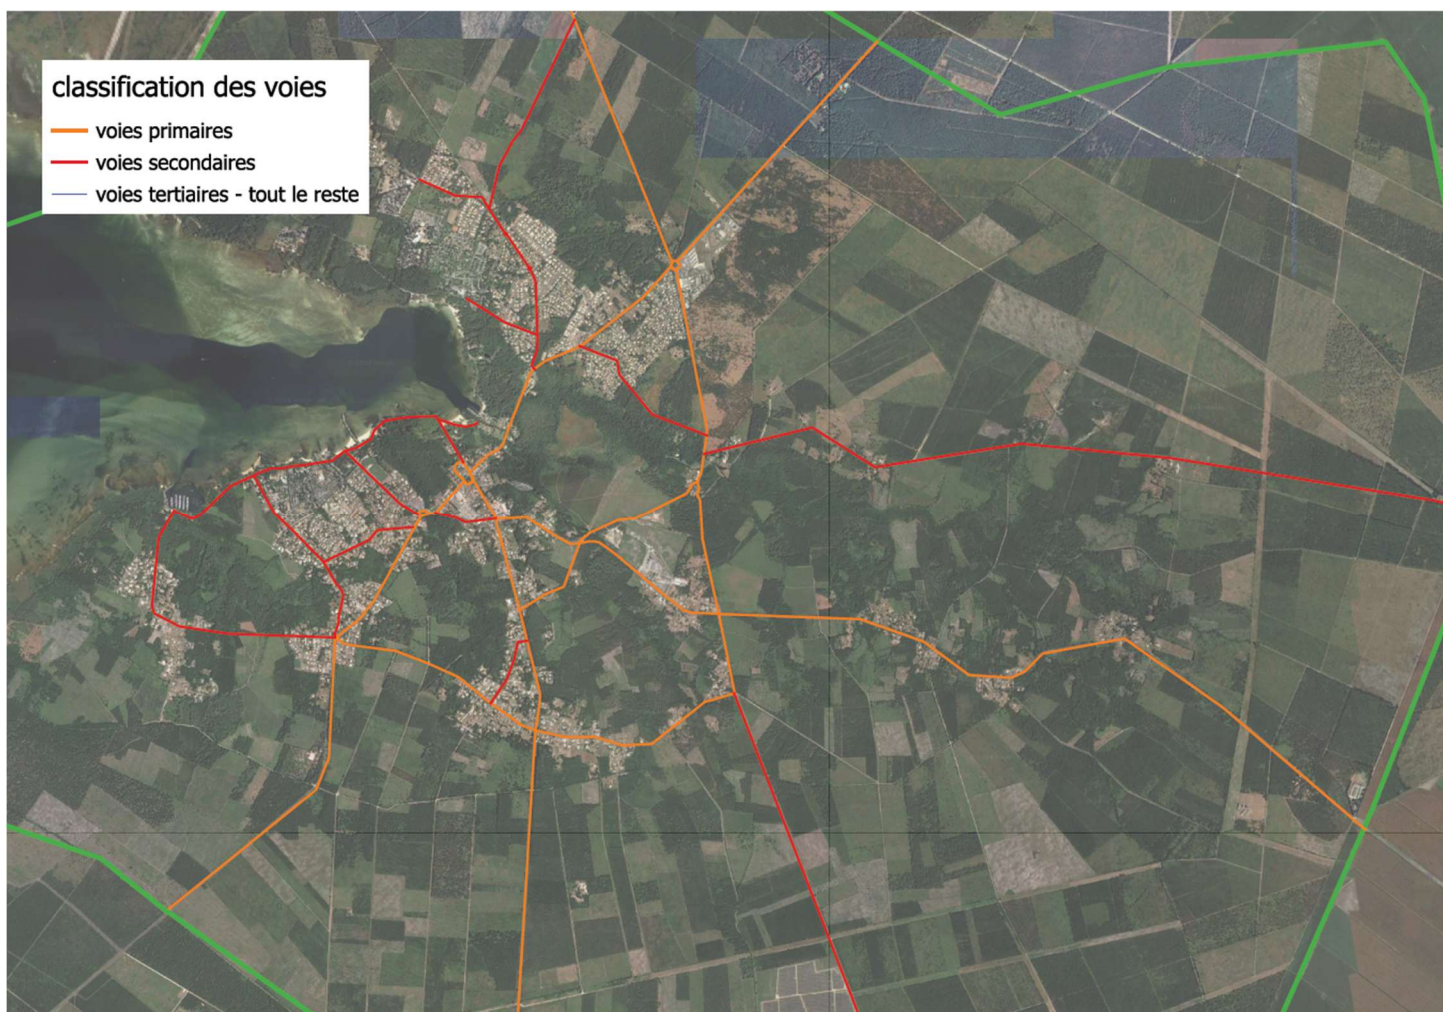 classification des voies
voies primaires
voies secondaires
voies tertiaires - tout le reste